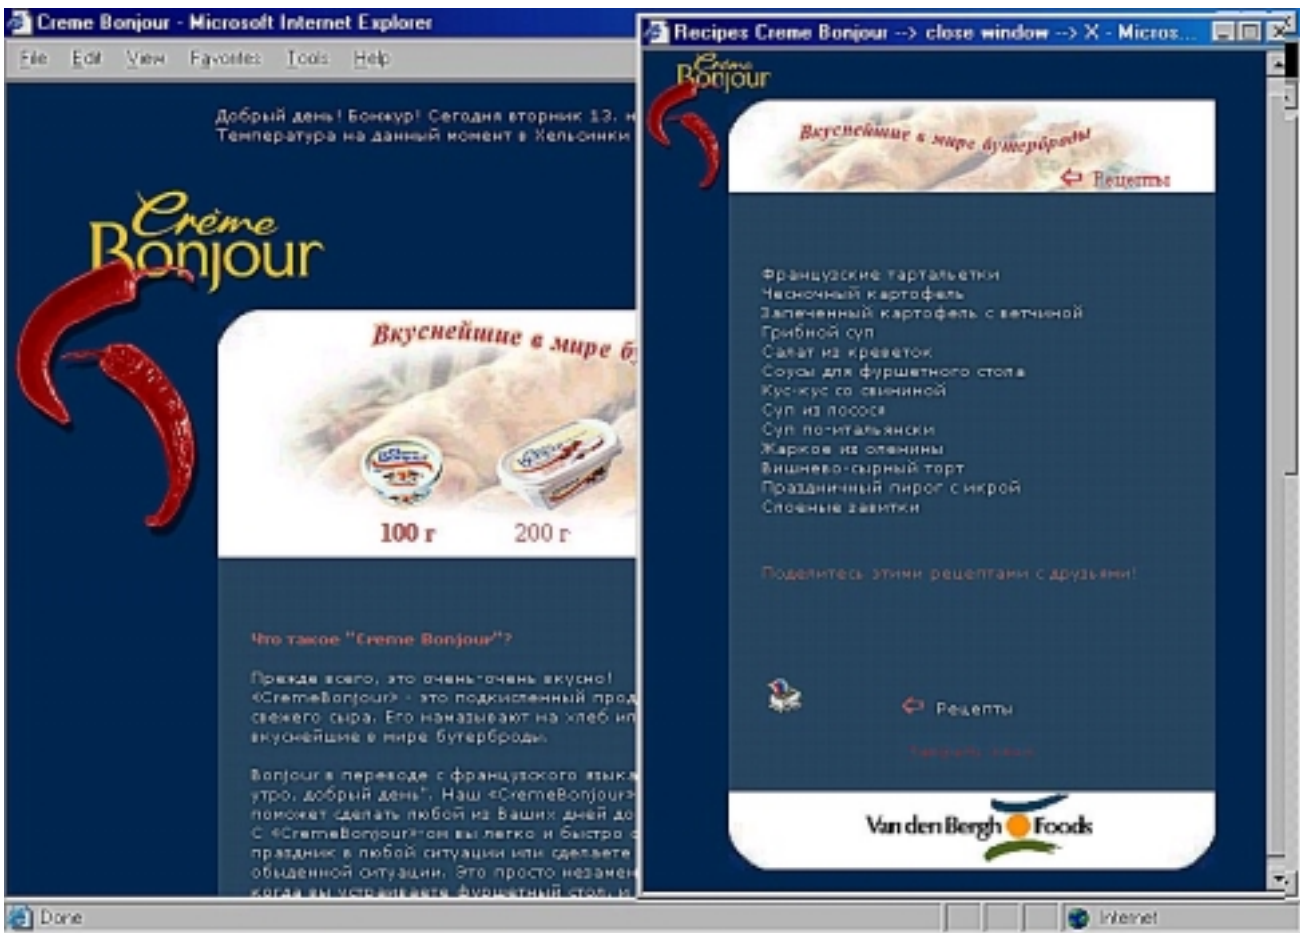 Creme Bonjour - Microsoft Internet Explorer
File Edit View Favorites Tools Help
Добрый день! Бонжур! Сегодня вторник 13. н
Температура на данный момент в Хельсинки
Crème
Bonjour
Вкуснейшие в мире б
100 г 200 г
Что такое "Creme Bonjour"?
Прежде всего, это очень-очень вкусно!
«CremeBonjour» - это подкисленный прод
свежего сыра. Его намазывают на хлеб ил
вкуснейшие в мире бутерброды.
Bonjour в переводе с французского языка
утро, добрый день". Наш «CremeBonjour»
поможет сделать любой из Ваших дней до
С «CremeBonjour»-ом вы легко и быстро с
праздник в любой ситуации или сделаете
обыденной ситуации. Это просто незамен
когда вы устраиваете фуршетный стол, и
Done
Internet
Recipes Creme Bonjour --> close window --> X - Micros...
Crème
Bonjour
Вкуснейшие в мире бутерброды
Рецепты
Французские тартальетки
Чесночный картофель
Запеченный картофель с ветчиной
Грибной суп
Салат из креветок
Соусы для фуршетного стола
Кус-кус со свининой
Суп из лосося
Суп по-итальянски
Жаркое из оленины
Вишнево-сырный торт
Праздничный пирог с икрой
Слоеные завитки
Поделитесь этими рецептами с друзьями!
Рецепты
Van den Bergh Foods